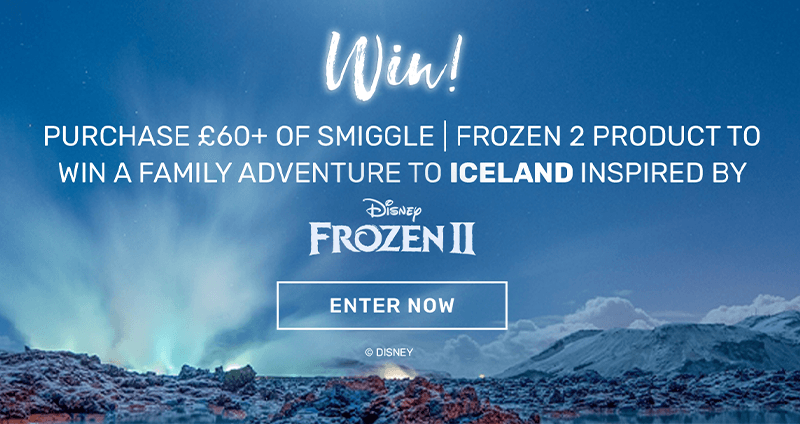 Win!
PURCHASE £60+ OF SMIGGLE | FROZEN 2 PRODUCT TO
WIN A FAMILY ADVENTURE TO ICELAND INSPIRED BY
Disney
FROZEN II
ENTER NOW
© DISNEY